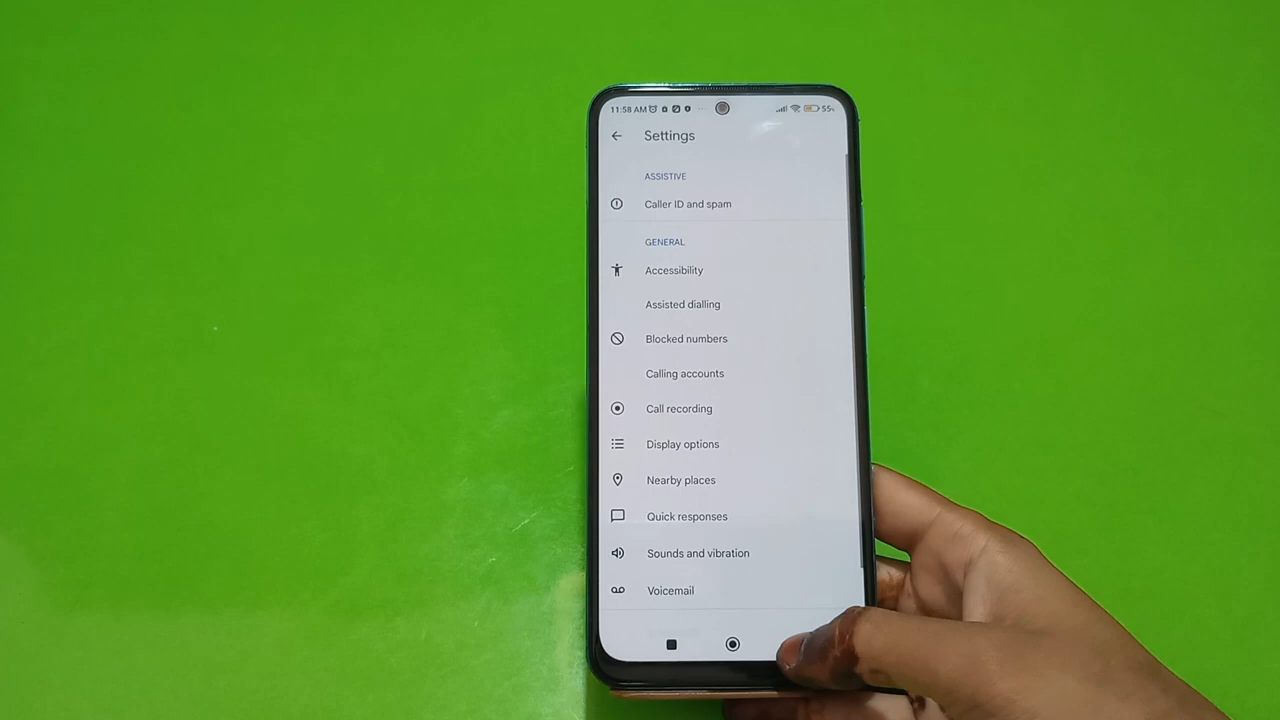 11:58 AM 55%
Settings
ASSISTIVE
Caller ID and spam
GENERAL
Accessibility
Assisted dialling
Blocked numbers
Calling accounts
Call recording
Display options
Nearby places
Quick responses
Sounds and vibration
Voicemail